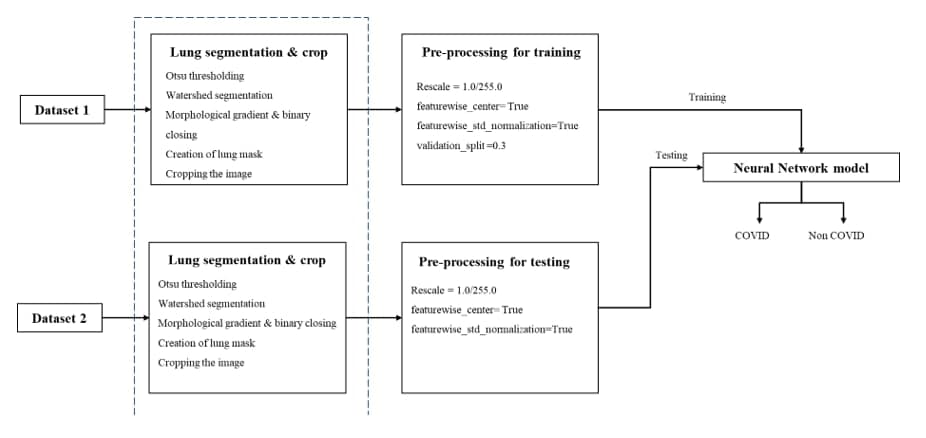 Dataset 1
Lung segmentation & crop
Otsu thresholding
Watershed segmentation
Morphological gradient & binary
closing
Creation of lung mask
Cropping the image
Pre-processing for training
Rescale = 1.0/255.0
featurewise_center= True
featurewise_std_normalization=True
validation_split=0.3
Training
Testing
Neural Network model
COVID
Non COVID
Dataset 2
Lung segmentation & crop
Otsu thresholding
Watershed segmentation
Morphological gradient & binary closing
Creation of lung mask
Cropping the image
Pre-processing for testing
Rescale = 1.0/255.0
featurewise_center= True
featurewise_std_normalization=True